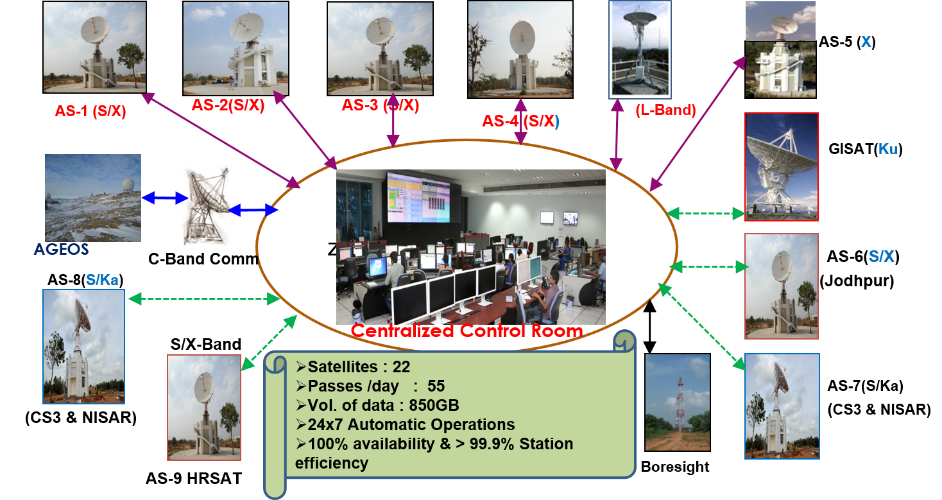 AS-1 (S/X)
AS-2(S/X)
AS-3 (S/X)
AS-4 (S/X)
(L-Band)
AS-5 (X)
GISAT(Ku)
AGEOS
C-Band Comm
Z
AS-6(S/X)
(Jodhpur)
AS-8(S/Ka)
(CS3 & NISAR)
S/X-Band
AS-9 HRSAT
Centralized Control Room
➢Satellites : 22
➢Passes /day : 55
➢Vol. of data : 850GB
➢24x7 Automatic Operations
➢100% availability & > 99.9% Station
efficiency
Boresight
AS-7(S/Ka)
(CS3 & NISAR)